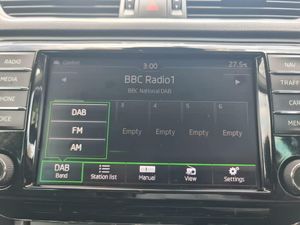 Comfort
3:00
27.5
BBC Radio1
BBC National DAB
RADIO
NAV
MEDIA
TRAFFIC
PHONE
CAR
VOICE
MENU
DAB
FM
AM
3
4
5
6
Empty
Empty
Empty
Empty
DAB
Band
Station list
Manual
View
Settings